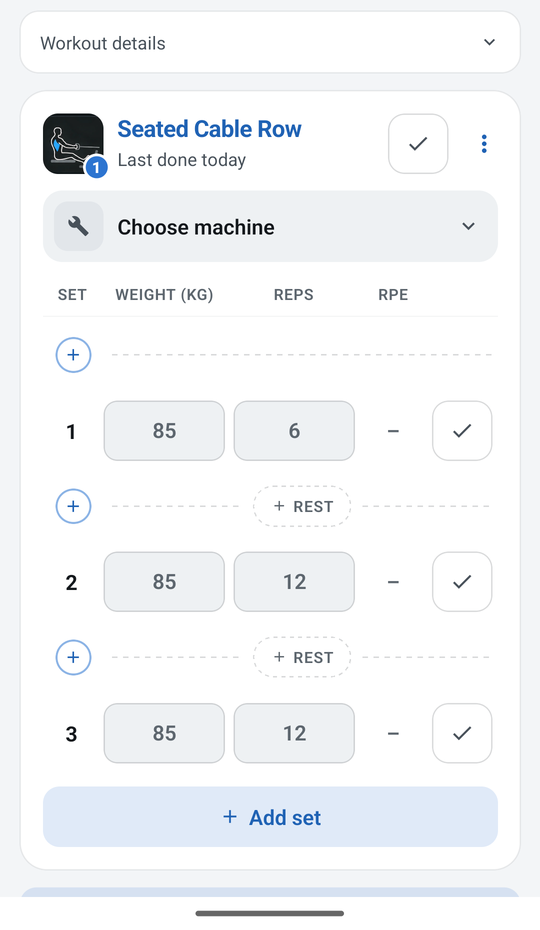 Workout details
Seated Cable Row
1
Last done today
Choose machine
SET WEIGHT (KG) REPS RPE
+
1 85 6 –
+ + REST
2 85 12 –
+ + REST
3 85 12 –
+ Add set